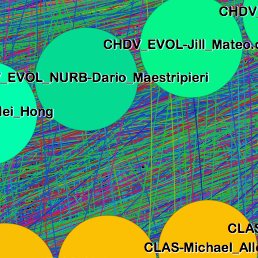 CHDV
CHDV_EVOL-Jill_Mateo.
_EVOL_NURB-Dario_Maestripieri
ei_Hong
CLAS
CLAS-Michael_All